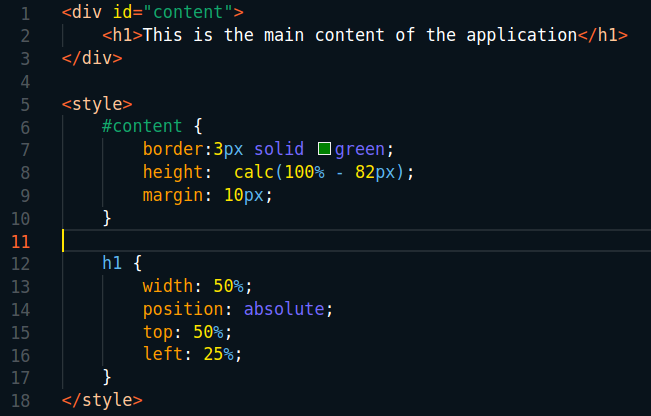 1 <div id="content">
2     <h1>This is the main content of the application</h1>
3 </div>
4
5 <style>
6     #content {
7         border:3px solid green;
8         height:  calc(100% - 82px);
9         margin: 10px;
10     }
11
12     h1 {
13         width: 50%;
14         position: absolute;
15         top: 50%;
16         left: 25%;
17     }
18 </style>